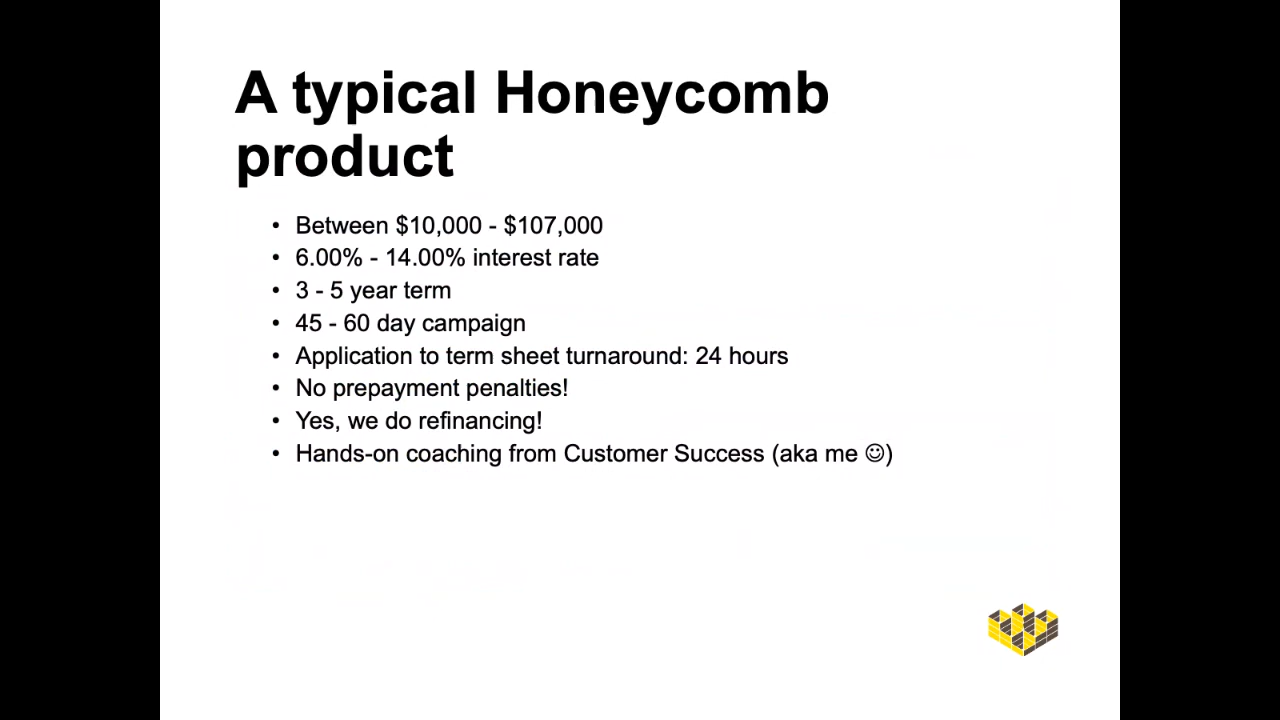 A typical Honeycomb
product
• Between $10,000 - $107,000
• 6.00% - 14.00% interest rate
• 3 - 5 year term
• 45 - 60 day campaign
• Application to term sheet turnaround: 24 hours
• No prepayment penalties!
• Yes, we do refinancing!
• Hands-on coaching from Customer Success (aka me ☺)